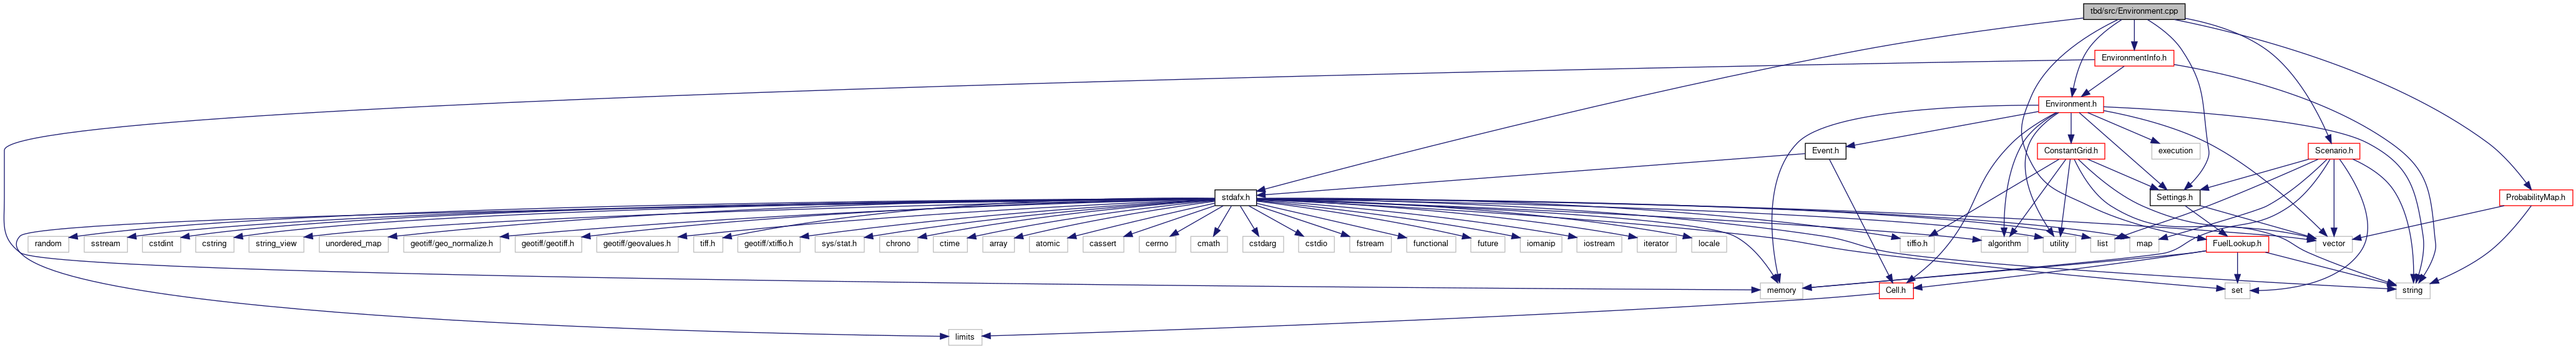 tbd/src/Environment.cpp
EnvironmentInfo.h
Environment.h
Event.h
ConstantGrid.h
execution
Scenario.h
stdafx.h
Settings.h
ProbabilityMap.h
random
sstream
cstdint
cstring
string_view
unordered_map
geotiff/geo_normalize.h
geotiff/geotiff.h
geotiff/geovalues.h
tiff.h
geotiff/xtiffio.h
sys/stat.h
chrono
ctime
array
atomic
cassert
cerrno
cmath
cstdarg
cstdio
fstream
functional
future
iomanip
iostream
iterator
locale
tiffio.h
algorithm
utility
list
map
FuelLookup.h
vector
memory
Cell.h
set
string
limits